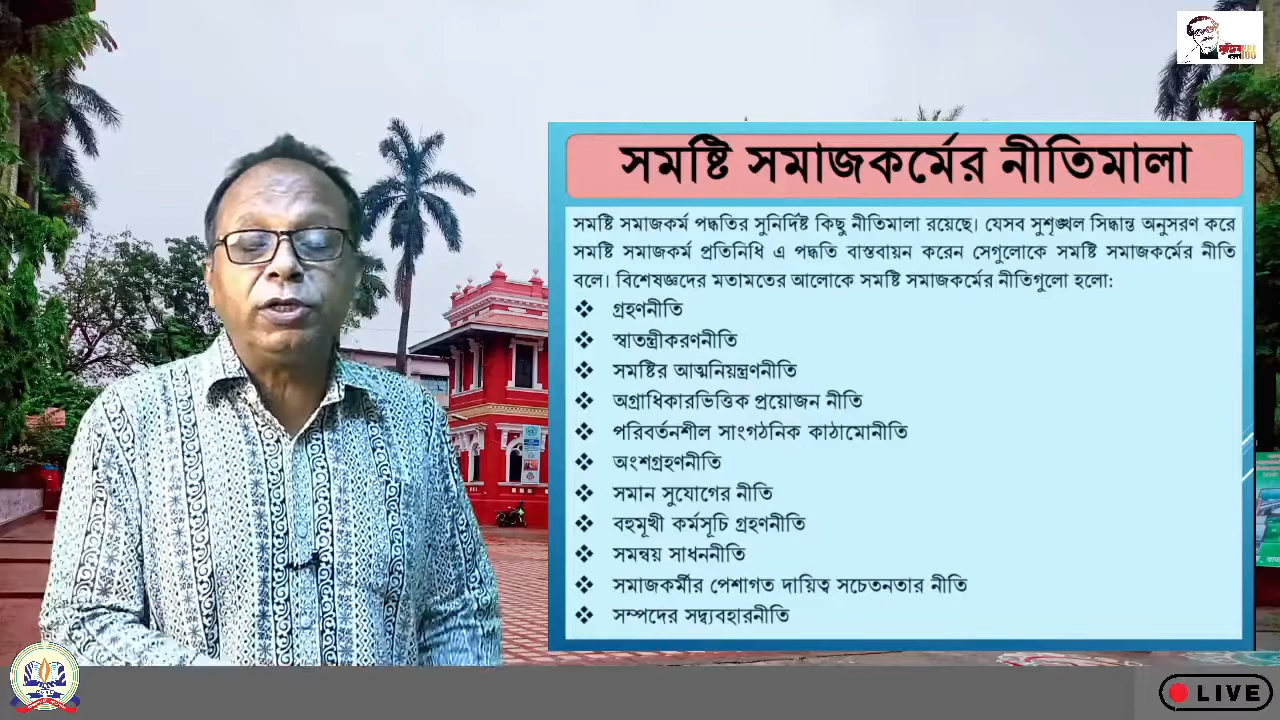 সমষ্টি সমাজকর্মের নীতিমালা
সমষ্টি সমাজকর্ম পদ্ধতির সুনির্দিষ্ট কিছু নীতিমালা রয়েছে। যেসব সুশৃঙ্খল সিদ্ধান্ত অনুসরণ করে
সমষ্টি সমাজকর্ম প্রতিনিধি এ পদ্ধতি বাস্তবায়ন করেন সেগুলোকে সমষ্টি সমাজকর্মের নীতি
বলে। বিশেষজ্ঞদের মতামতের আলোকে সমষ্টি সমাজকর্মের নীতিগুলো হলো:
❖ গ্রহণনীতি
❖ স্বাতন্ত্রীকরণনীতি
❖ সমষ্টির আত্মনিয়ন্ত্রণনীতি
❖ অগ্রাধিকারভিত্তিক প্রয়োজন নীতি
❖ পরিবর্তনশীল সাংগঠনিক কাঠামোনীতি
❖ অংশগ্রহণনীতি
❖ সমান সুযোগের নীতি
❖ বহুমূখী কর্মসূচি গ্রহণনীতি
❖ সমন্বয় সাধননীতি
❖ সমাজকর্মীর পেশাগত দায়িত্ব সচেতনতার নীতি
❖ সম্পদের সদ্ব্যবহারনীতি
LIVE